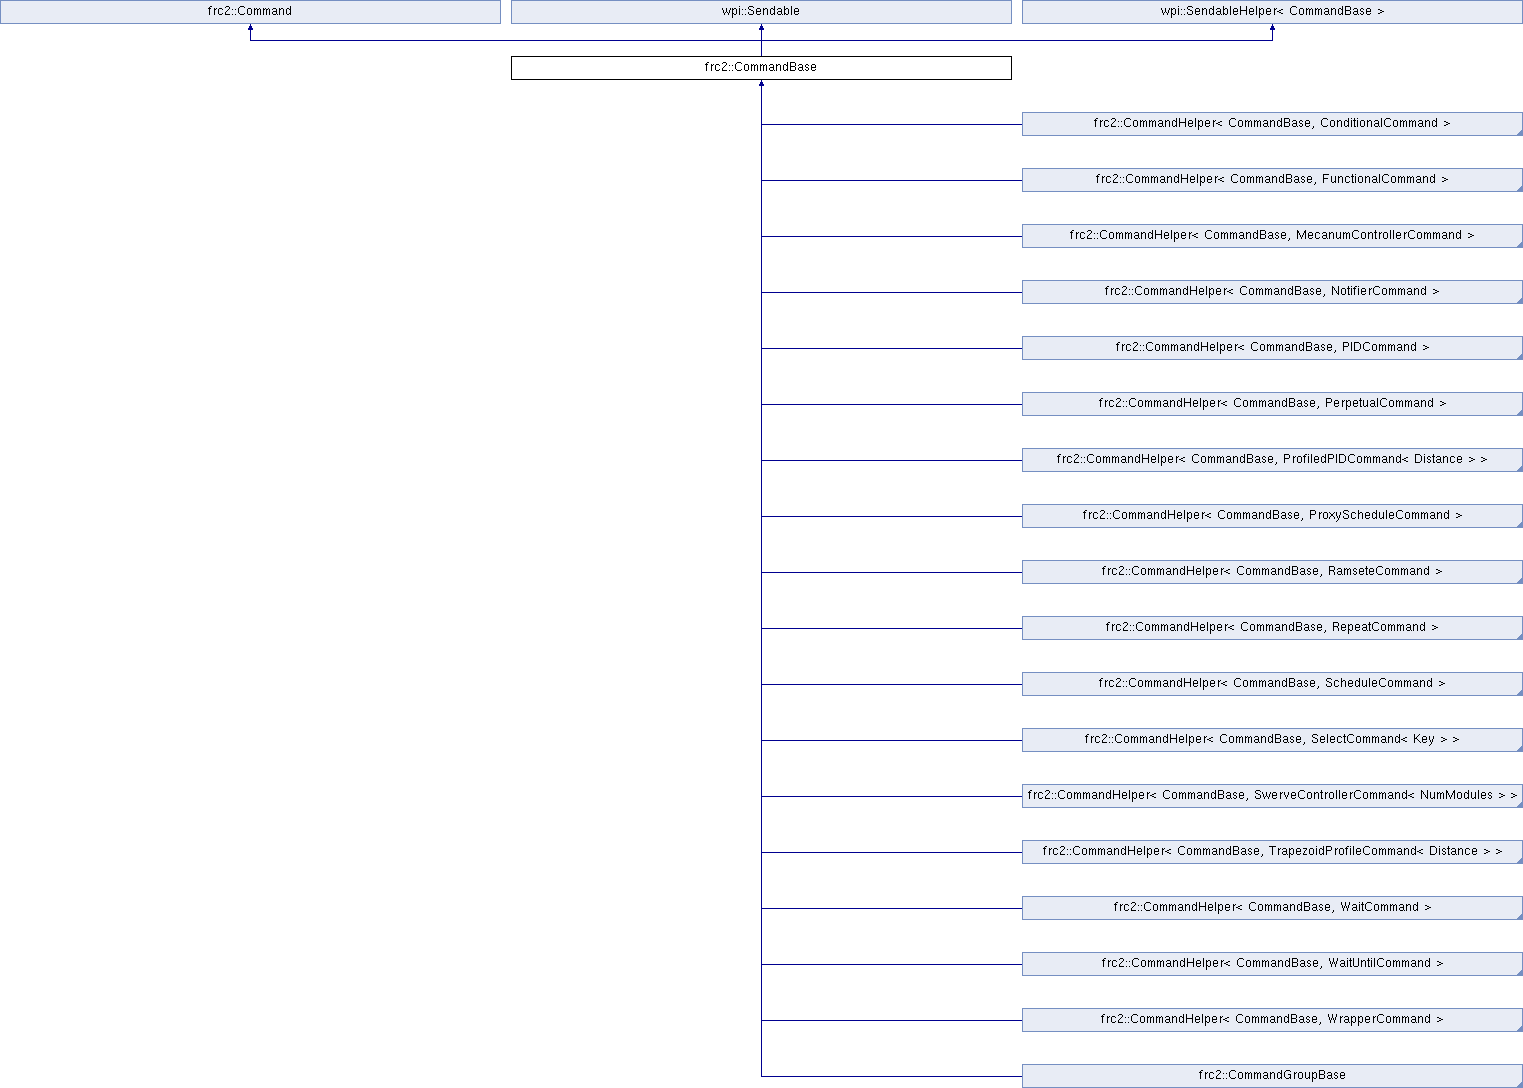 frc2::Command
wpi::Sendable
wpi::SendableHelper< CommandBase >
frc2::CommandBase
frc2::CommandHelper< CommandBase, ConditionalCommand >
frc2::CommandHelper< CommandBase, FunctionalCommand >
frc2::CommandHelper< CommandBase, MecanumControllerCommand >
frc2::CommandHelper< CommandBase, NotifierCommand >
frc2::CommandHelper< CommandBase, PIDCommand >
frc2::CommandHelper< CommandBase, PerpetualCommand >
frc2::CommandHelper< CommandBase, ProfiledPIDCommand< Distance > >
frc2::CommandHelper< CommandBase, ProxyScheduleCommand >
frc2::CommandHelper< CommandBase, RamseteCommand >
frc2::CommandHelper< CommandBase, RepeatCommand >
frc2::CommandHelper< CommandBase, ScheduleCommand >
frc2::CommandHelper< CommandBase, SelectCommand< Key > >
frc2::CommandHelper< CommandBase, SwerveControllerCommand< NumModules > >
frc2::CommandHelper< CommandBase, TrapezoidProfileCommand< Distance > >
frc2::CommandHelper< CommandBase, WaitCommand >
frc2::CommandHelper< CommandBase, WaitUntilCommand >
frc2::CommandHelper< CommandBase, WrapperCommand >
frc2::CommandGroupBase